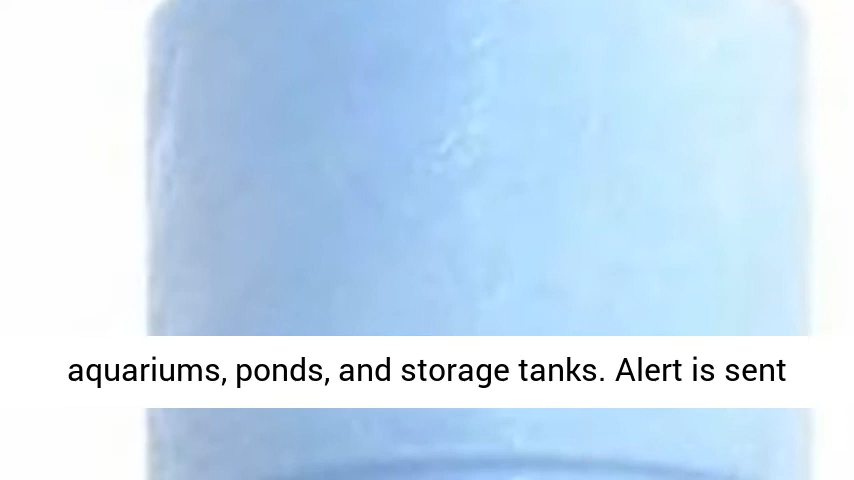 aquariums, ponds, and storage tanks. Alert is sent